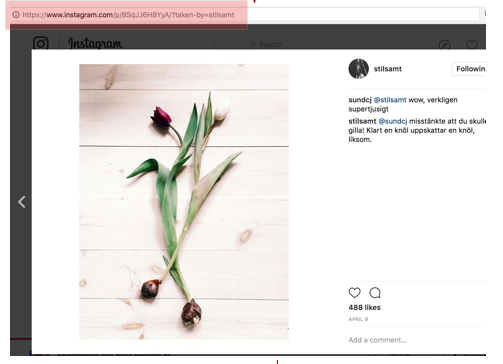 https://www.instagram.com/p/BSqJJ6HBYyA/?taken-by=stilsamt
Instagram
Search
stilsamt
Followin
sundcj @stilsamt wow, verkligen
supertjusigt
stilsamt @sundcj misstänkte att du skulle
gilla! Klart en knöl uppskattar en knöl,
liksom.
488 likes
APRIL 9
Add a comment...